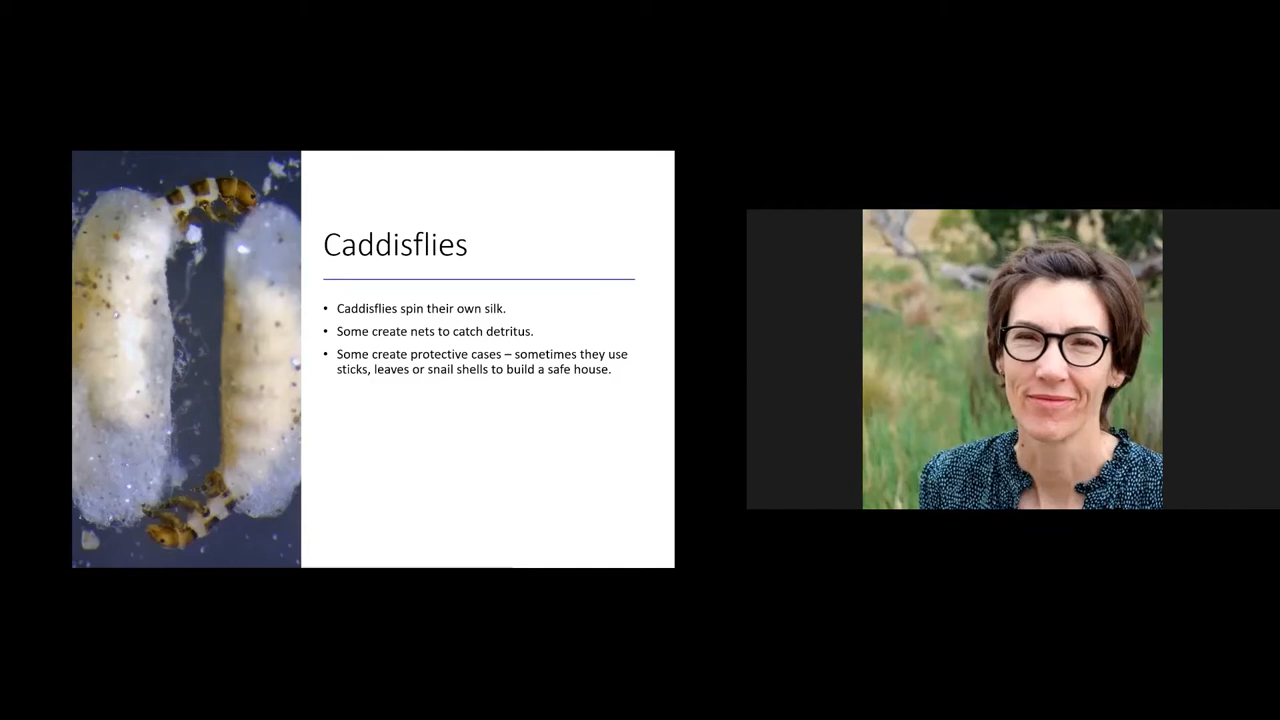 Caddisflies
• Caddisflies spin their own silk.
• Some create nets to catch detritus.
• Some create protective cases – sometimes they use
sticks, leaves or snail shells to build a safe house.